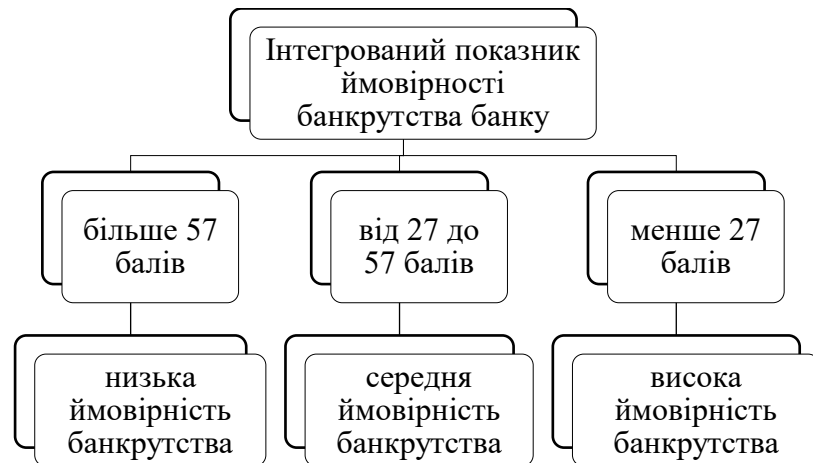 Інтегрований показник
ймовірності
банкрутства банку
більше 57
балів
від 27 до
57 балів
менше 27
балів
низька
ймовірність
банкрутства
середня
ймовірність
банкрутства
висока
ймовірність
банкрутства